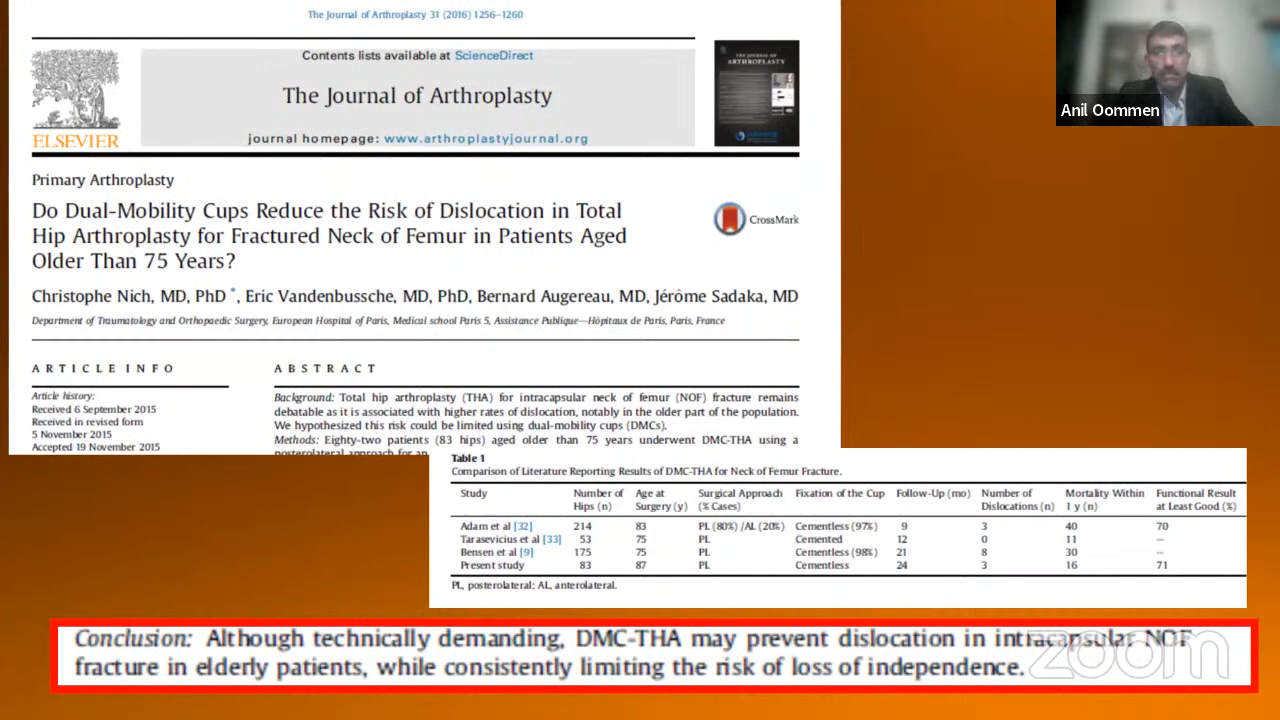 The Journal of Arthroplasty 31 (2016) 1256–1260
Contents lists available at ScienceDirect
The Journal of Arthroplasty
journal homepage: www.arthroplastyjournal.org
ELSEVIER
THE JOURNAL OF
ARTHROPLASTY
Anil Oommen
Primary Arthroplasty
Do Dual-Mobility Cups Reduce the Risk of Dislocation in Total
Hip Arthroplasty for Fractured Neck of Femur in Patients Aged
Older Than 75 Years?
CrossMark
Christophe Nich, MD, PhD *, Eric Vandenbussche, MD, PhD, Bernard Augereau, MD, Jérôme Sadaka, MD
Department of Traumatology and Orthopaedic Surgery, European Hospital of Paris, Medical school Paris 5, Assistance Publique—Hôpitaux de Paris, Paris, France
ARTICLE INFO
Article history:
Received 6 September 2015
Received in revised form
5 November 2015
Accepted 19 November 2015
ABSTRACT
Background: Total hip arthroplasty (THA) for intracapsular neck of femur (NOF) fracture remains
debatable as it is associated with higher rates of dislocation, notably in the older part of the population.
We hypothesized this risk could be limited using dual-mobility cups (DMCs).
Methods: Eighty-two patients (83 hips) aged older than 75 years underwent DMC-THA using a
posterolateral approach for an
Table 1
Comparison of Literature Reporting Results of DMC-THA for Neck of Femur Fracture.
Study Number of Hips (n) Age at Surgery (y) Surgical Approach (% Cases) Fixation of the Cup Follow-Up (mo) Number of Dislocations (n) Mortality Within 1 y (n) Functional Result at Least Good (%)
Adam et al [32] 214 83 PL (80%) /AL (20%) Cementless (97%) 9 3 40 70
Tarasevicius et al [33] 53 75 PL Cemented 12 0 11 –
Bensen et al [9] 175 75 PL Cementless (98%) 21 8 30 –
Present study 83 87 PL Cementless 24 3 16 71
PL, posterolateral; AL, anterolateral.
Conclusion: Although technically demanding, DMC-THA may prevent dislocation in intracapsular NOF
fracture in elderly patients, while consistently limiting the risk of loss of independence.
zoom